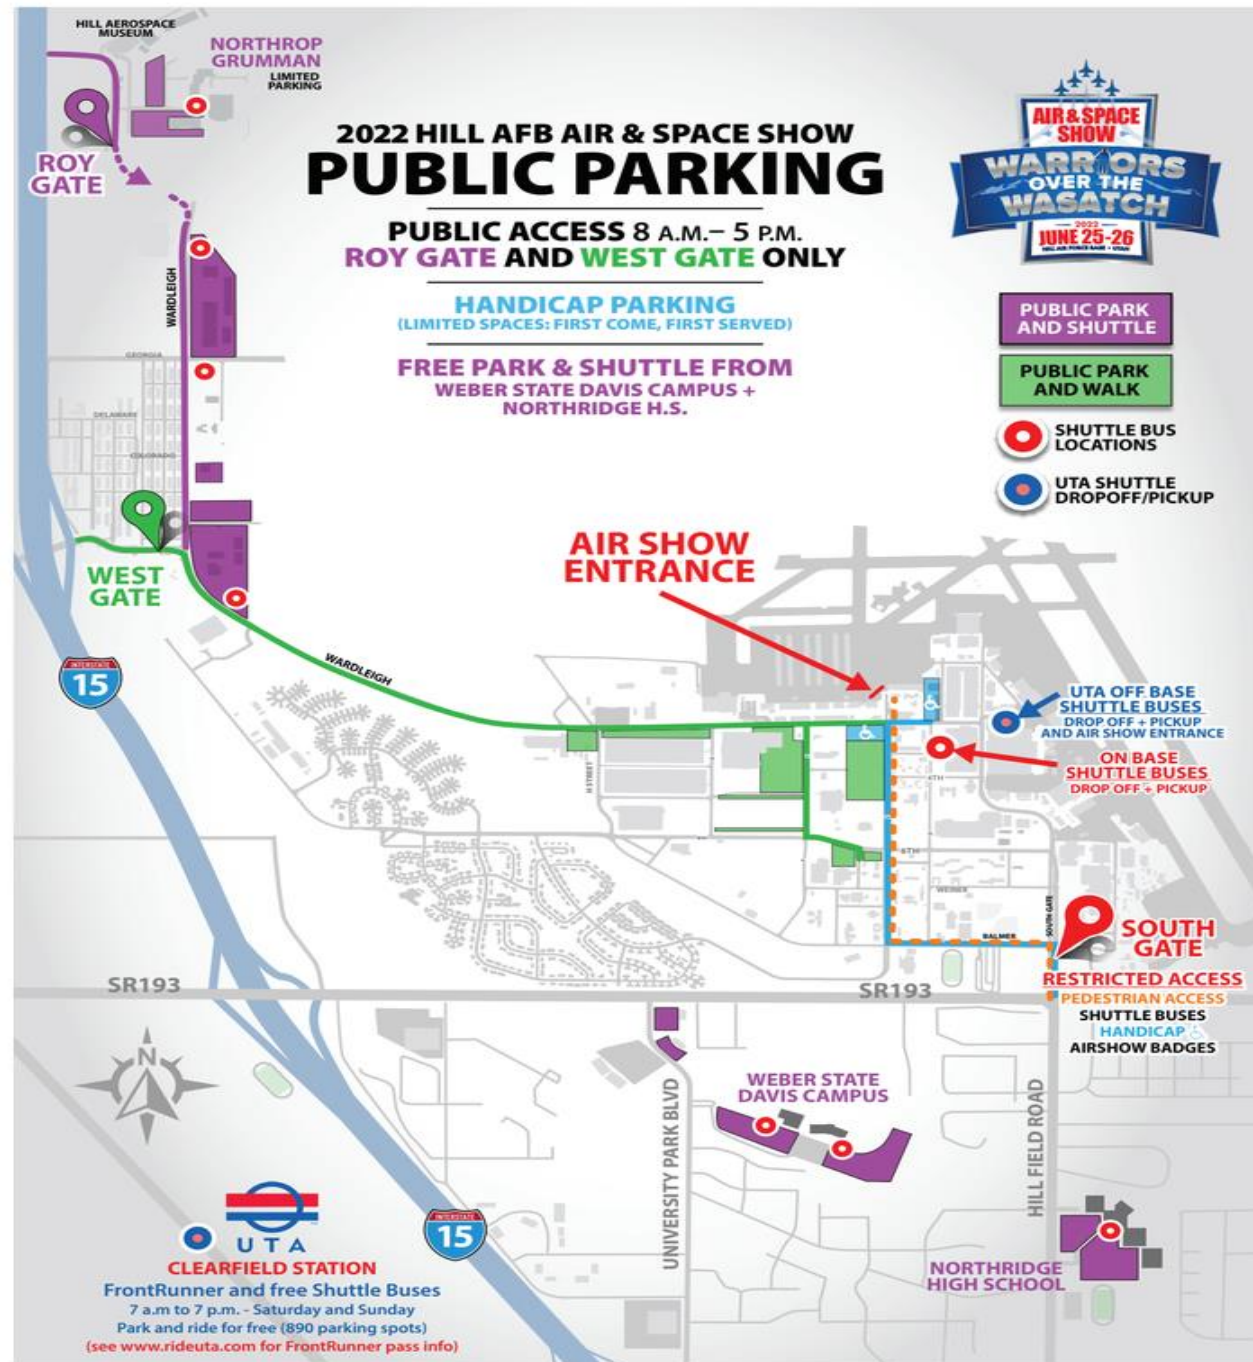 HILL AEROSPACE
MUSEUM
NORTHROP
GRUMMAN
LIMITED
PARKING
ROY
GATE
2022 HILL AFB AIR & SPACE SHOW
PUBLIC PARKING
PUBLIC ACCESS 8 A.M.– 5 P.M.
ROY GATE AND WEST GATE ONLY
HANDICAP PARKING
(LIMITED SPACES: FIRST COME, FIRST SERVED)
FREE PARK & SHUTTLE FROM
WEBER STATE DAVIS CAMPUS +
NORTHRIDGE H.S.
AIR & SPACE
SHOW
WARRIORS
OVER THE
WASATCH
2022
JUNE 25-26
HILL AIR FORCE BASE • UTAH
PUBLIC PARK
AND SHUTTLE
PUBLIC PARK
AND WALK
SHUTTLE BUS
LOCATIONS
UTA SHUTTLE
DROPOFF/PICKUP
WARDLEIGH
GEORGIA
DELAWARE
COLORADO
WEST
GATE
INTERSTATE
15
WARDLEIGH
AIR SHOW
ENTRANCE
UTA OFF BASE
SHUTTLE BUSES
DROP OFF + PICKUP
AND AIR SHOW ENTRANCE
ON BASE
SHUTTLE BUSES
DROP OFF + PICKUP
H STREET
4TH
6TH
WEINER
BALMER
SOUTH GATE
SOUTH
GATE
RESTRICTED ACCESS
PEDESTRIAN ACCESS
SHUTTLE BUSES
HANDICAP
AIRSHOW BADGES
SR193
SR193
N
UNIVERSITY PARK BLVD
WEBER STATE
DAVIS CAMPUS
HILL FIELD ROAD
NORTHRIDGE
HIGH SCHOOL
INTERSTATE
15
UTA
CLEARFIELD STATION
FrontRunner and free Shuttle Buses
7 a.m to 7 p.m. - Saturday and Sunday
Park and ride for free (890 parking spots)
(see www.rideuta.com for FrontRunner pass info)